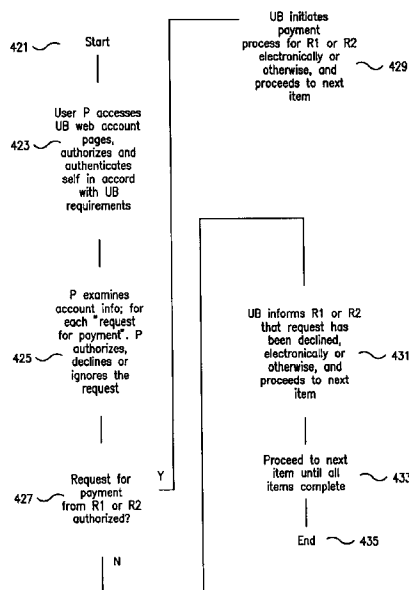 421
Start
423
User P accesses
UB web account
pages,
authorizes and
authenticates
self in accord
with UB
requirements
425
P examines
account info; for
each "request
for payment". P
authorizes,
declines or
ignores the
request
427
Request for
payment
from R1 or R2
authorized?
Y
N
UB initiates
payment
process for R1 or R2
electronically or
otherwise, and
proceeds to next
item
429
UB informs R1 or R2
that request has
been declined,
electronically or
otherwise, and
proceeds to next
item
431
Proceed to next
item until all
items complete
433
End
435